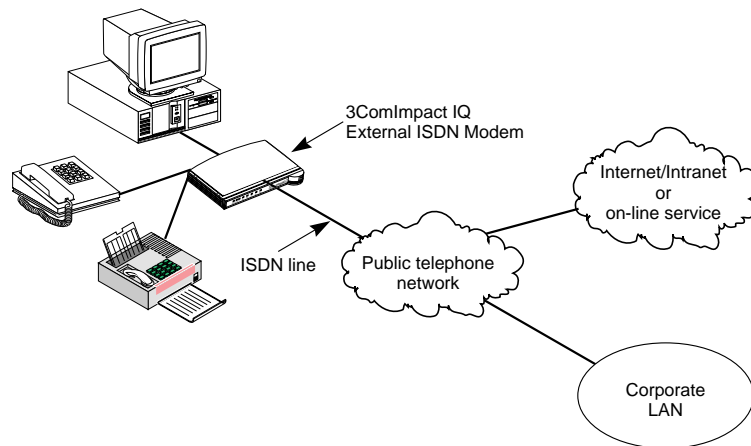 3ComImpact IQ
External ISDN Modem
Internet/Intranet
or
on-line service
ISDN line
Public telephone
network
Corporate
LAN